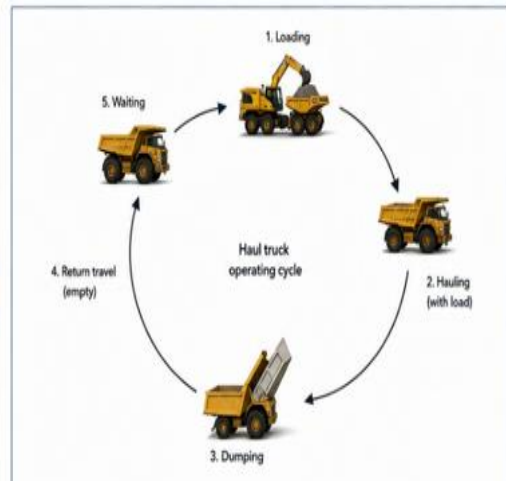 1. Loading
5. Waiting
Haul truck
operating cycle
4. Return travel
(empty)
2. Hauling
(with load)
3. Dumping